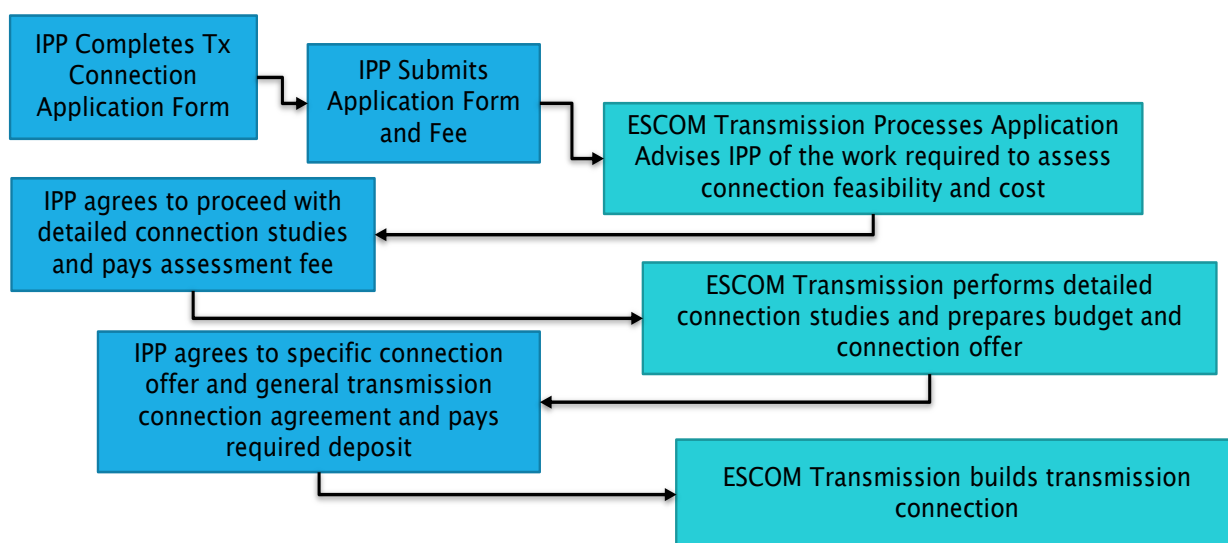 IPP Completes Tx
Connection
Application Form
IPP Submits
Application Form
and Fee
ESCOM Transmission Processes Application
Advises IPP of the work required to assess
connection feasibility and cost
IPP agrees to proceed with
detailed connection studies
and pays assessment fee
ESCOM Transmission performs detailed
connection studies and prepares budget and
connection offer
IPP agrees to specific connection
offer and general transmission
connection agreement and pays
required deposit
ESCOM Transmission builds transmission
connection